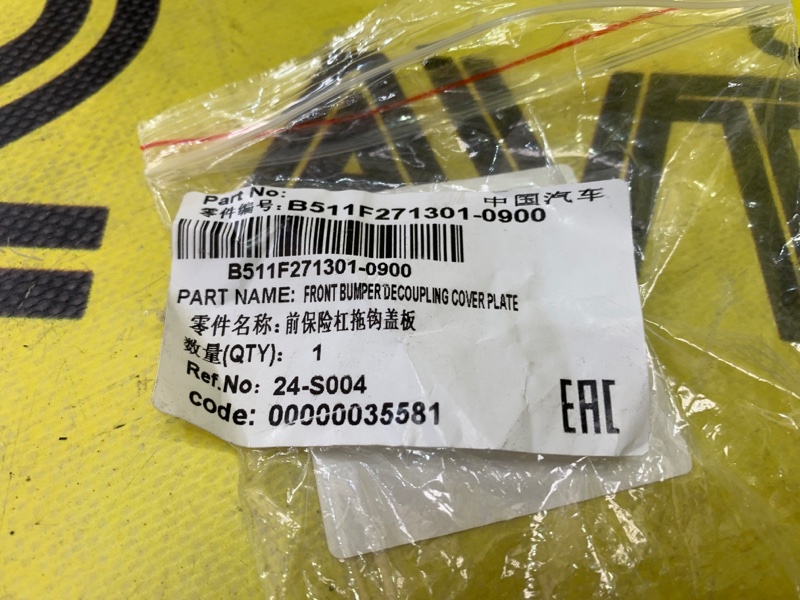 Part No:
中国汽车
零件编号: B511F271301-0900
B511F271301-0900
PART NAME: FRONT BUMPER DECOUPLING COVER PLATE
零件名称: 前保险杠拖钩盖板
数量(QTY): 1
Ref.No: 24-S004
code: 00000035581
EAC